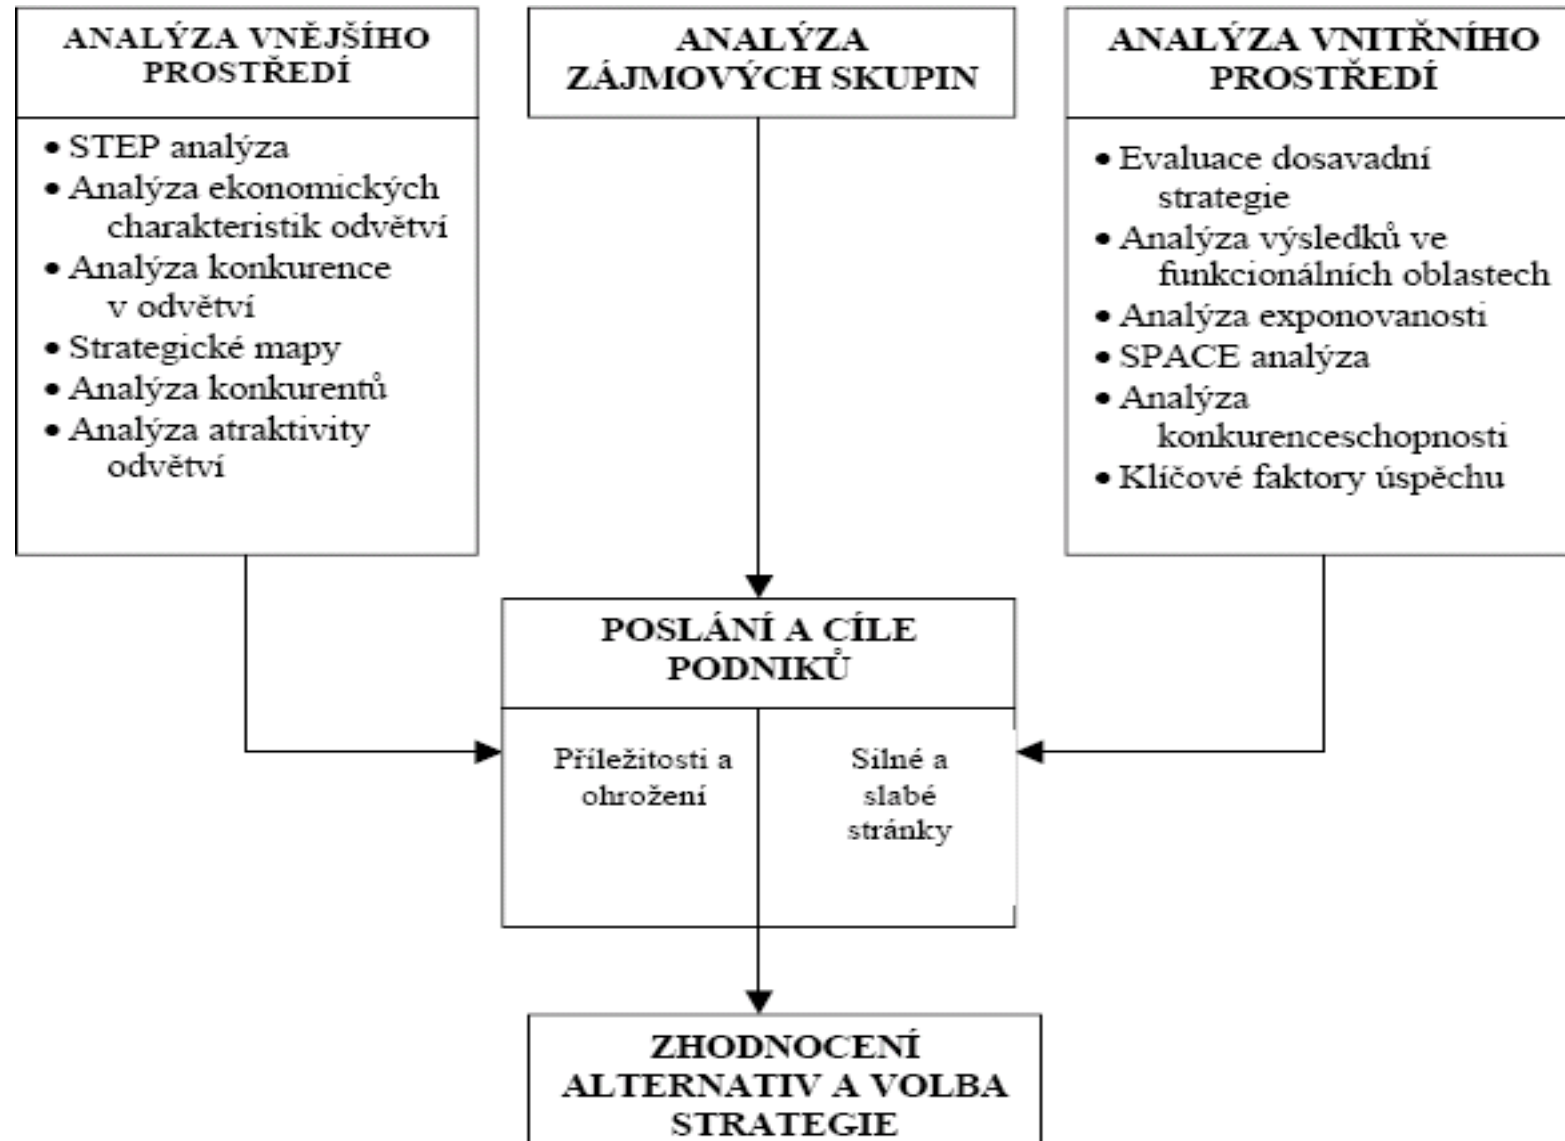 ANALÝZA VNĚJŠÍHO
PROSTŘEDÍ
• STEP analýza
• Analýza ekonomických
charakteristik odvětví
• Analýza konkurence
v odvětví
• Strategické mapy
• Analýza konkurentů
• Analýza atraktivity
odvětví
ANALÝZA
ZÁJMOVÝCH SKUPIN
ANALÝZA VNITŘNÍHO
PROSTŘEDÍ
• Evaluace dosavadní
strategie
• Analýza výsledků ve
funkcionálních oblastech
• Analýza exponovanosti
• SPACE analýza
• Analýza
konkurenceschopnosti
• Klíčové faktory úspěchu
POSLÁNÍ A CÍLE
PODNIKŮ
Příležitosti a
ohrožení
Silné a
slabé
stránky
ZHODNOCENÍ
ALTERNATIV A VOLBA
STRATEGIE